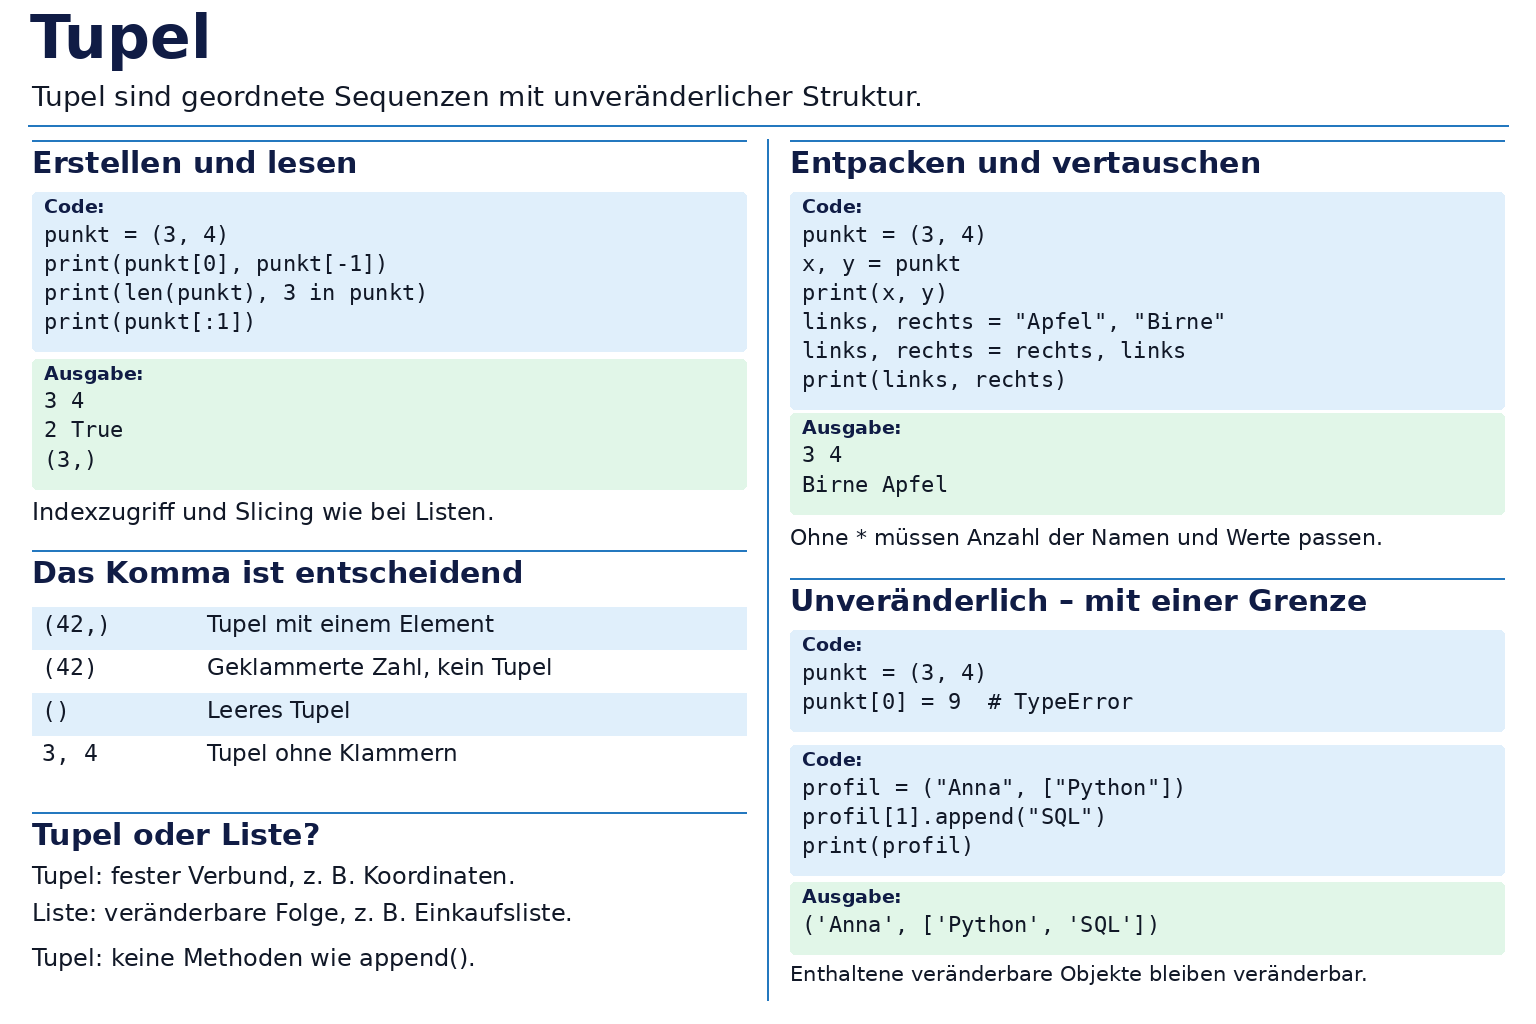 Tupel
Tupel sind geordnete Sequenzen mit unveränderlicher Struktur.
Erstellen und lesen
Code:
punkt = (3, 4)
print(punkt[0], punkt[-1])
print(len(punkt), 3 in punkt)
print(punkt[:1])
Ausgabe:
3 4
2 True
(3,)
Indexzugriff und Slicing wie bei Listen.
Das Komma ist entscheidend
(42,) Tupel mit einem Element
(42) Geklammerte Zahl, kein Tupel
() Leeres Tupel
3, 4 Tupel ohne Klammern
Tupel oder Liste?
Tupel: fester Verbund, z. B. Koordinaten.
Liste: veränderbare Folge, z. B. Einkaufsliste.
Tupel: keine Methoden wie append().
Entpacken und vertauschen
Code:
punkt = (3, 4)
x, y = punkt
print(x, y)
links, rechts = "Apfel", "Birne"
links, rechts = rechts, links
print(links, rechts)
Ausgabe:
3 4
Birne Apfel
Ohne * müssen Anzahl der Namen und Werte passen.
Unveränderlich – mit einer Grenze
Code:
punkt = (3, 4)
punkt[0] = 9  # TypeError
Code:
profil = ("Anna", ["Python"])
profil[1].append("SQL")
print(profil)
Ausgabe:
('Anna', ['Python', 'SQL'])
Enthaltene veränderbare Objekte bleiben veränderbar.